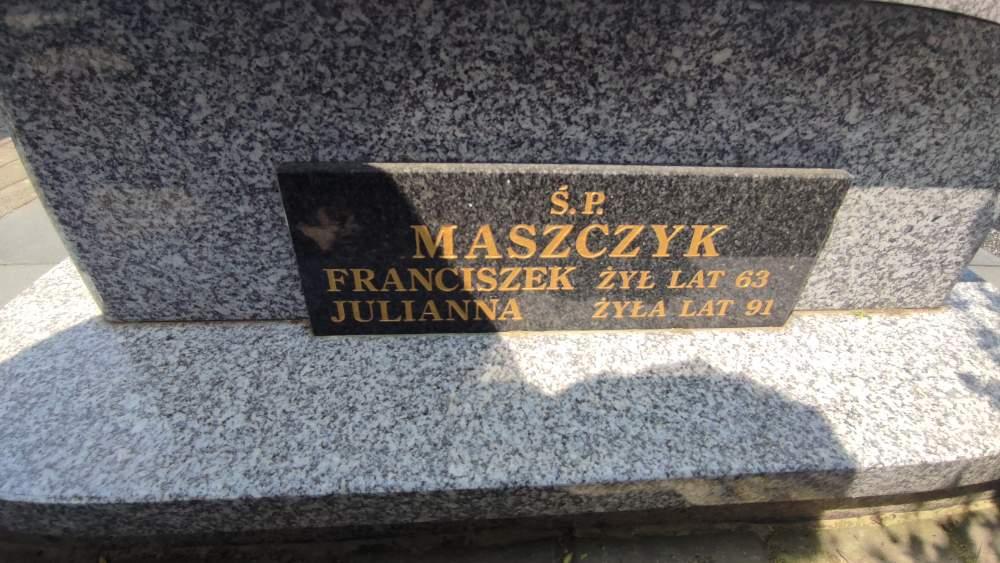 Ś.P.
MASZCZYK
FRANCISZEK ŻYŁ LAT 63
JULIANNA ŻYŁA LAT 91